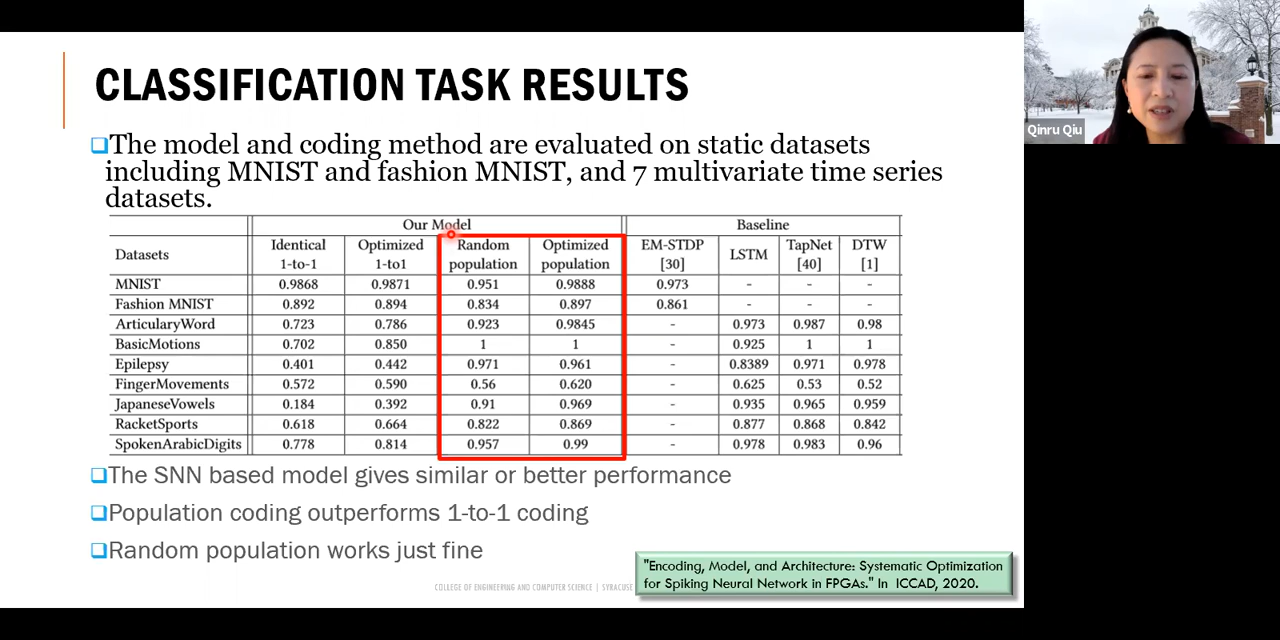 CLASSIFICATION TASK RESULTS
The model and coding method are evaluated on static datasets
including MNIST and fashion MNIST, and 7 multivariate time series
datasets.
Our Model Baseline
Datasets Identical 1-to-1 Optimized 1-to1 Random population Optimized population EM-STDP [30] LSTM TapNet [40] DTW [1]
MNIST 0.9868 0.9871 0.951 0.9888 0.973 - - -
Fashion MNIST 0.892 0.894 0.834 0.897 0.861 - - -
ArticularyWord 0.723 0.786 0.923 0.9845 - 0.973 0.987 0.98
BasicMotions 0.702 0.850 1 1 - 0.925 1 1
Epilepsy 0.401 0.442 0.971 0.961 - 0.8389 0.971 0.978
FingerMovements 0.572 0.590 0.56 0.620 - 0.625 0.53 0.52
JapaneseVowels 0.184 0.392 0.91 0.969 - 0.935 0.965 0.959
RacketSports 0.618 0.664 0.822 0.869 - 0.877 0.868 0.842
SpokenArabicDigits 0.778 0.814 0.957 0.99 - 0.978 0.983 0.96
The SNN based model gives similar or better performance
Population coding outperforms 1-to-1 coding
Random population works just fine
"Encoding, Model, and Architecture: Systematic Optimization
for Spiking Neural Network in FPGAs." In ICCAD, 2020.
COLLEGE OF ENGINEERING AND COMPUTER SCIENCE | SYRACUSE
Qinru Qiu